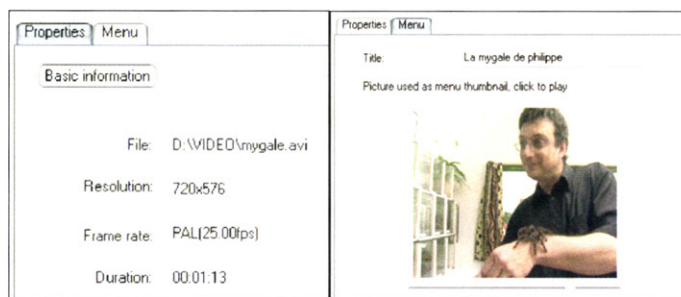 Properties Menu
Basic information
File: D:\VIDEO\mygale.avi
Resolution: 720x576
Frame rate: PAL(25.00fps)
Duration: 00:01:13
Properties Menu
Title: La mygale de philippe
Picture used as menu thumbnail, click to play